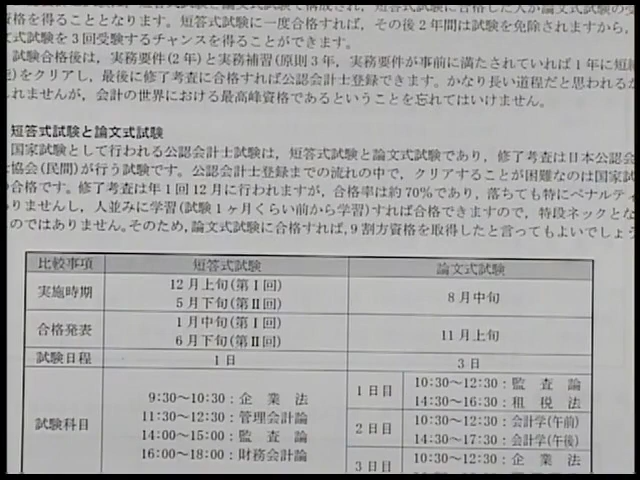 資格を得ることとなります。短答式試験に一度合格すれば，その後2年間は試験を免除されますから，
文式試験を3回受験するチャンスを得ることができます。
試験合格後は，実務要件(2年)と実務補習(原則3年，実務要件が事前に満たされていれば1年に短縮
)をクリアし，最後に修了考査に合格すれば公認会計士登録できます。かなり長い道程だと思われるか
しれませんが，会計の世界における最高峰資格であるということを忘れてはいけません。
短答式試験と論文式試験
国家試験として行われる公認会計士試験は，短答式試験と論文式試験であり，修了考査は日本公認会
協会(民間)が行う試験です。公認会計士登録までの流れの中で，クリアすることが困難なのは国家試
の合格です。修了考査は年1回12月に行われますが，合格率は約70%であり，落ちても特にペナルテ
ありませんし，人並みに学習(試験1ヶ月くらい前から学習)すれば合格できますので，特段ネックとな
のではありません。そのため，論文式試験に合格すれば，9割方資格を取得したと言ってもよいでしょう
比較事項 短答式試験 論文式試験
実施時期 12月上旬(第Ⅰ回) 8月中旬
5月下旬(第Ⅱ回)
合格発表 1月中旬(第Ⅰ回) 11月上旬
6月下旬(第Ⅱ回)
試験日程 1日 3日
試験科目 9:30～10:30：企業法
11:30～12:30：管理会計論
14:00～15:00：監査論
16:00～18:00：財務会計論
1日目 10:30～12:30：監査論
14:30～16:30：租税法
2日目 10:30～12:30：会計学(午前)
14:30～17:30：会計学(午後)
3日目 10:30～12:30：企業法